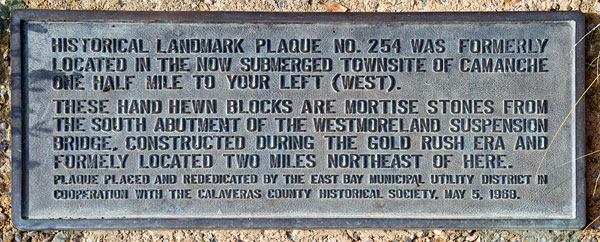 HISTORICAL LANDMARK PLAQUE NO. 254 WAS FORMERLY
LOCATED IN THE NOW SUBMERGED TOWNSITE OF CAMANCHE
ONE HALF MILE TO YOUR LEFT (WEST).
THESE HAND HEWN BLOCKS ARE MORTISE STONES FROM
THE SOUTH ABUTMENT OF THE WESTMORELAND SUSPENSION
BRIDGE, CONSTRUCTED DURING THE GOLD RUSH ERA AND
FORMELY LOCATED TWO MILES NORTHEAST OF HERE.
PLAQUE PLACED AND REDEDICATED BY THE EAST BAY MUNICIPAL UTILITY DISTRICT IN
COOPERATION WITH THE CALAVERAS COUNTY HISTORICAL SOCIETY, MAY 5, 1969.